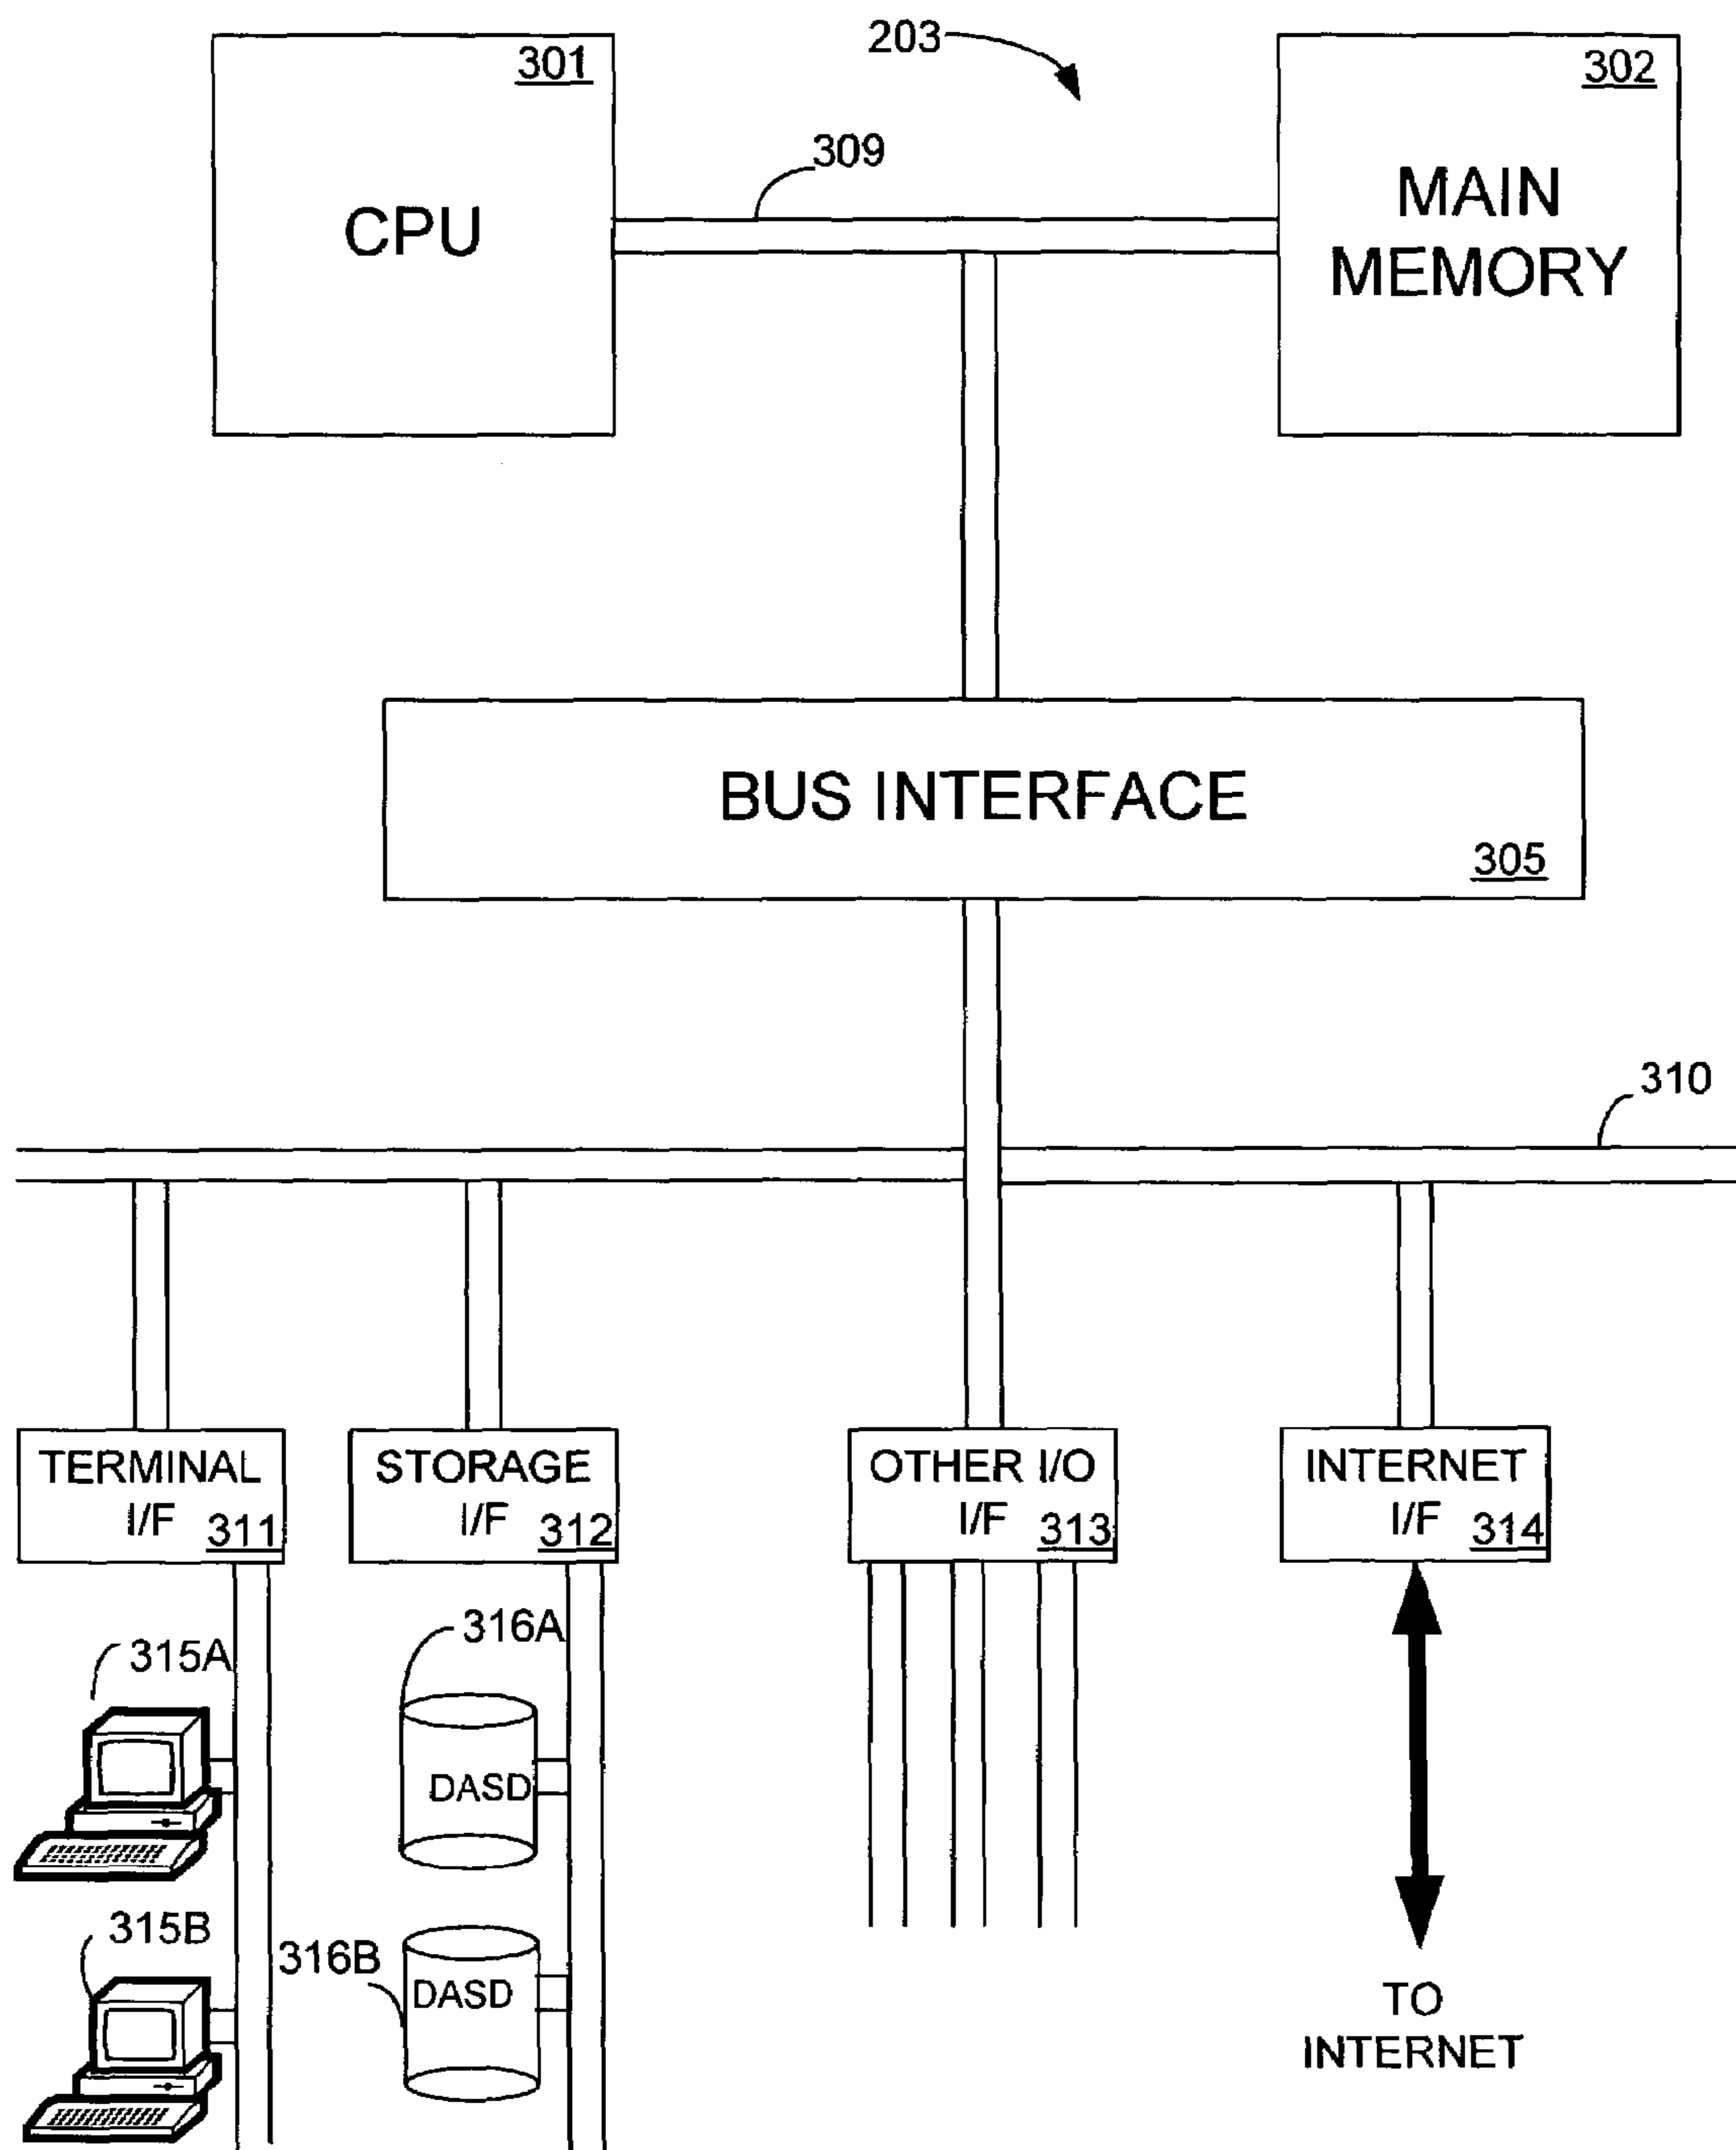 203
301
302
309
CPU
MAIN
MEMORY
BUS INTERFACE
305
310
TERMINAL
I/F 311
STORAGE
I/F 312
OTHER I/O
I/F 313
INTERNET
I/F 314
315A
316A
DASD
315B
316B
DASD
TO
INTERNET